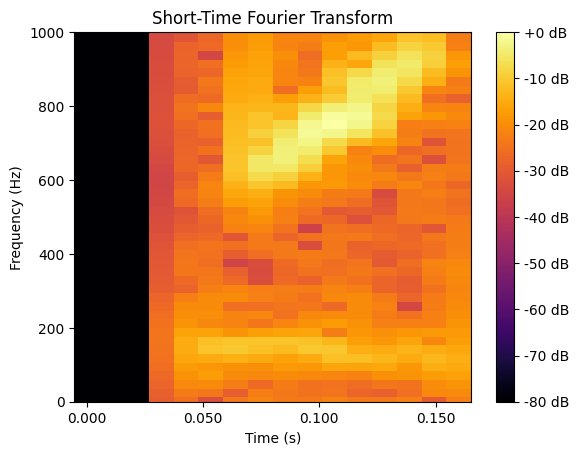 Short-Time Fourier Transform
Frequency (Hz)
1000
800
600
400
200
0
0.000
0.050
0.100
0.150
Time (s)
+0 dB
-10 dB
-20 dB
-30 dB
-40 dB
-50 dB
-60 dB
-70 dB
-80 dB